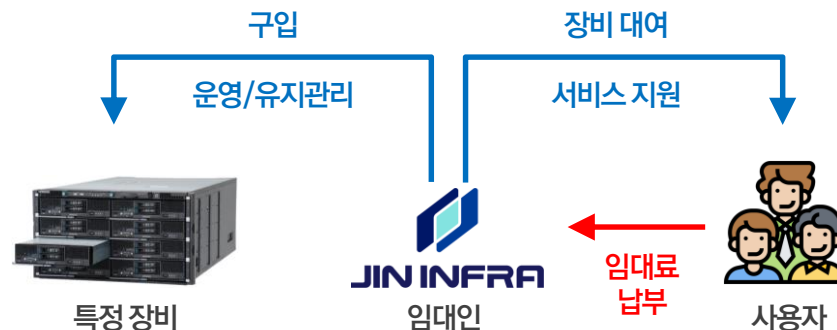 구입
장비 대여
운영/유지관리
서비스 지원
JIN INFRA
임대료
납부
특정 장비
임대인
사용자